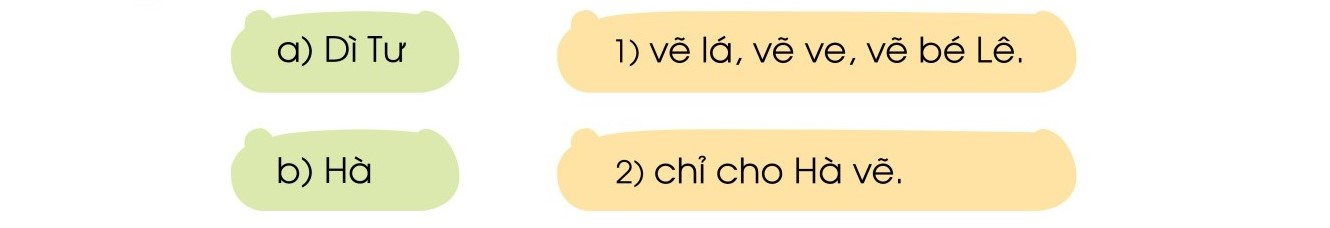 a) Dì Tư
1) vẽ lá, vẽ ve, vẽ bé Lê.
b) Hà
2) chỉ cho Hà vẽ.